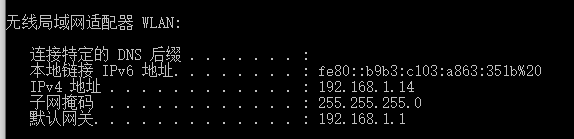 无线局域网适配器 WLAN:
连接特定的 DNS 后缀 . . . . . . . :
本地链接 IPv6 地址. . . . . . . . : fe80::b9b3:c103:a863:351b%20
IPv4 地址 . . . . . . . . . . . . : 192.168.1.14
子网掩码  . . . . . . . . . . . . : 255.255.255.0
默认网关. . . . . . . . . . . . . : 192.168.1.1